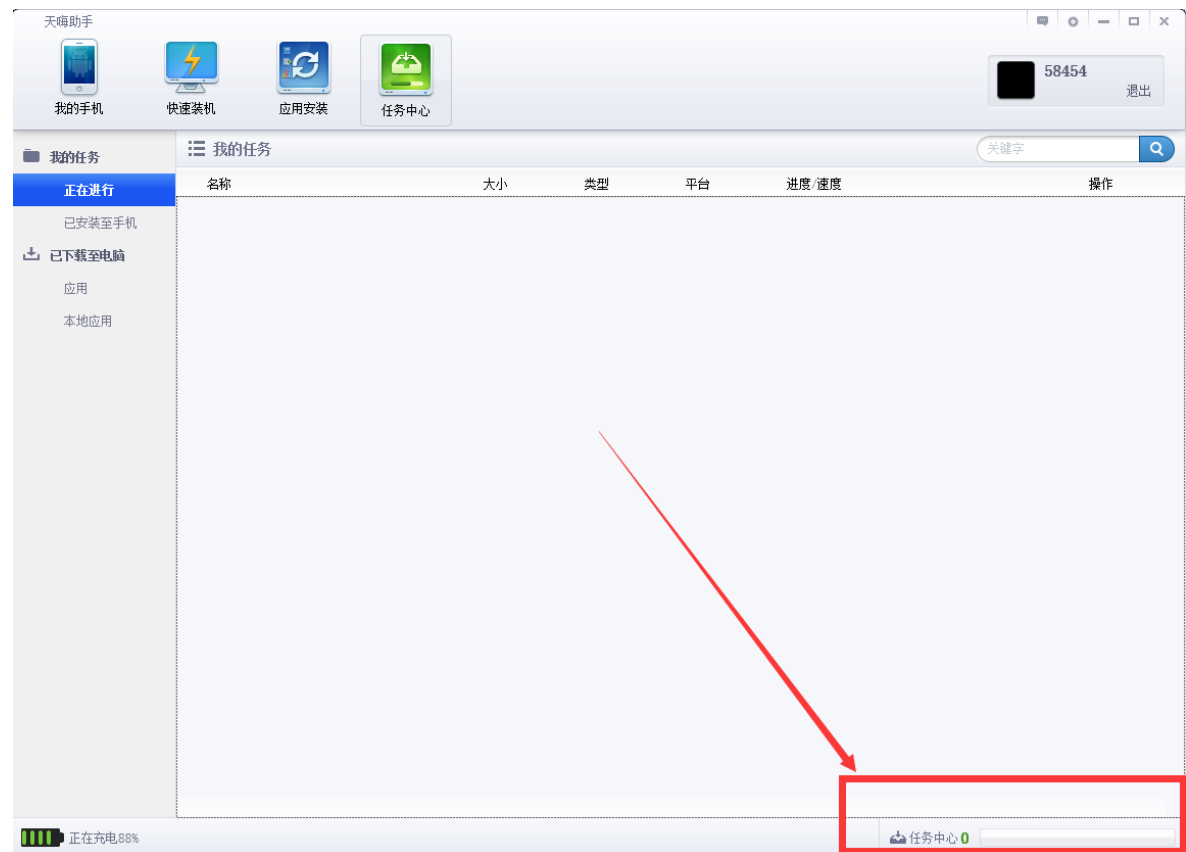 天嗨助手
我的手机 快速装机 应用安装 任务中心
58454
退出
我的任务
正在进行
已安装至手机
已下载至电脑
应用
本地应用
我的任务
关键字
名称 大小 类型 平台 进度/速度 操作
正在充电88%
任务中心 0